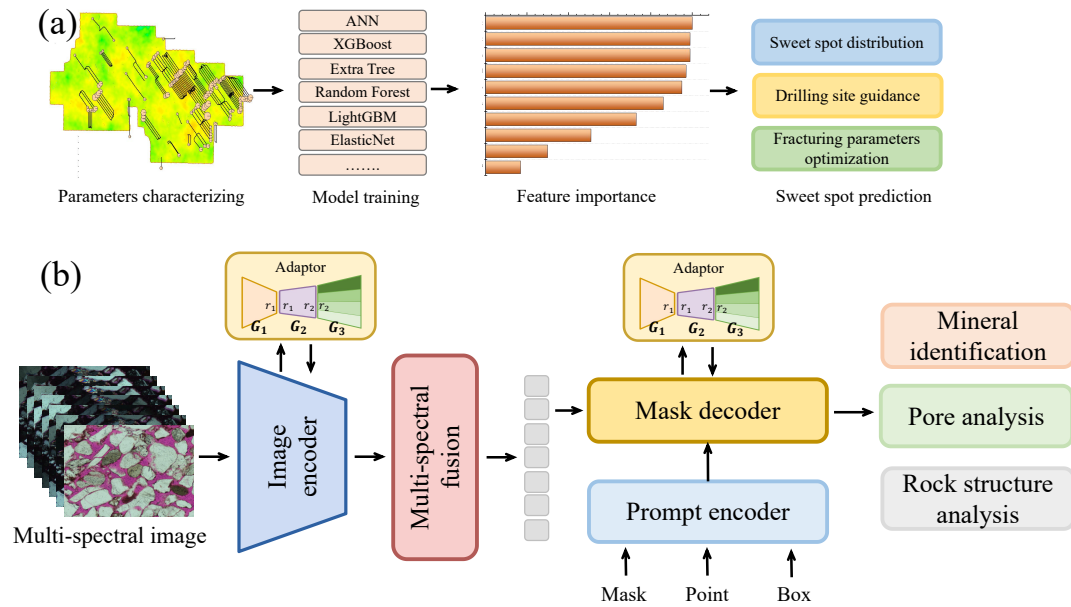 (a)
ANN
XGBoost
Extra Tree
Random Forest
LightGBM
ElasticNet
…….
Sweet spot distribution
Drilling site guidance
Fracturing parameters
optimization
Parameters characterizing
Model training
Feature importance
Sweet spot prediction
(b)
Adaptor
r1 r1 r2 r2
G1 G2 G3
Adaptor
r1 r1 r2 r2
G1 G2 G3
Multi-spectral image
Image
encoder
Multi-spectral
fusion
Mask decoder
Prompt encoder
Mask
Point
Box
Mineral
identification
Pore analysis
Rock structure
analysis